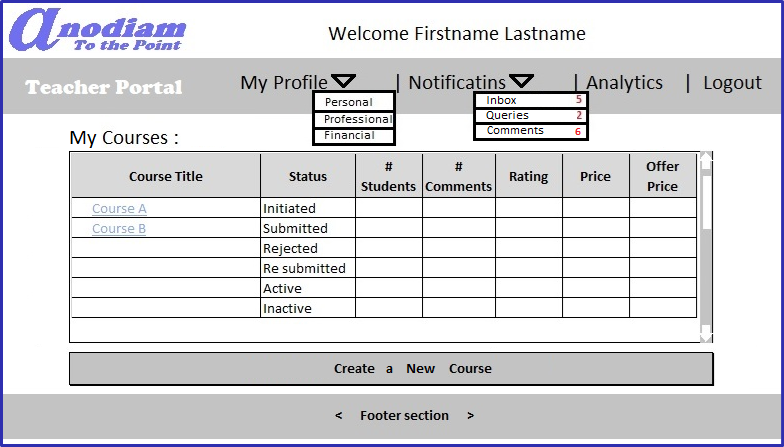 anodiam
To the Point
Welcome Firstname Lastname
Teacher Portal
My Profile | Notificatins | Analytics | Logout
Personal
Professional
Financial
Inbox 5
Queries 2
Comments 6
My Courses :
Course Title Status # Students # Comments Rating Price Offer Price
Course A Initiated
Course B Submitted
Rejected
Re submitted
Active
Inactive
Create a New Course
< Footer section >